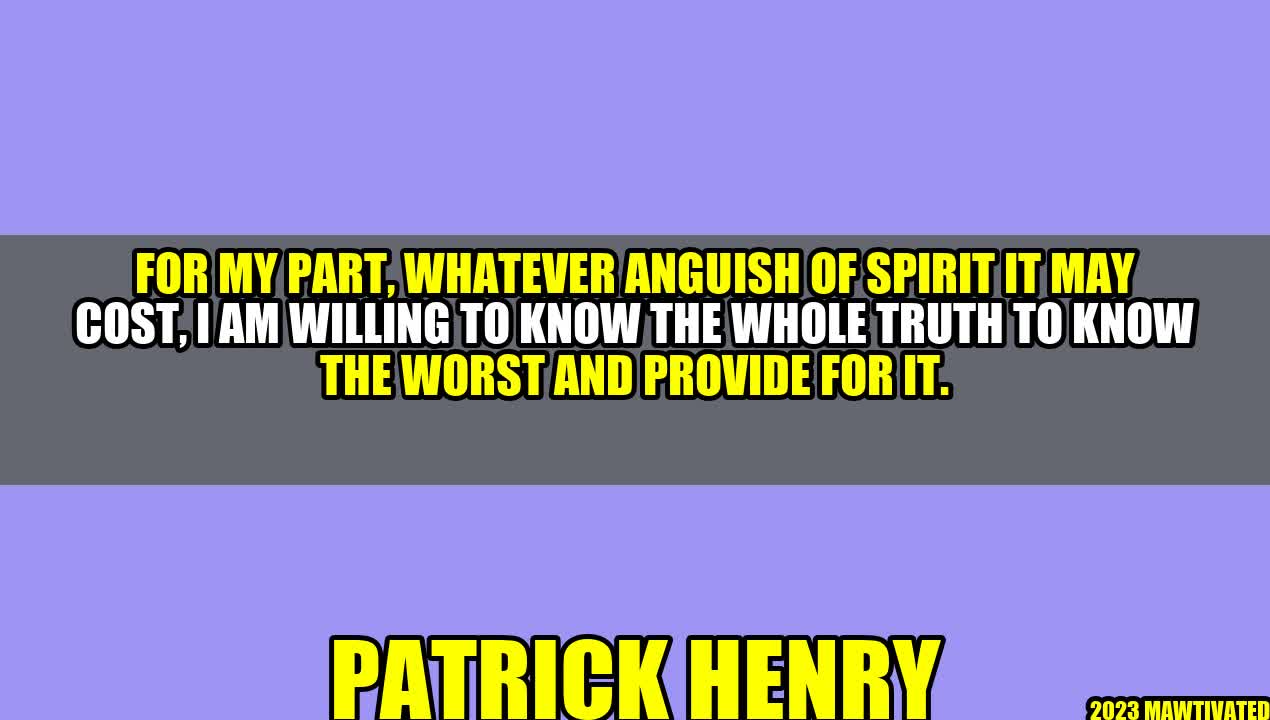 FOR MY PART, WHATEVER ANGUISH OF SPIRIT IT MAY
COST, I AM WILLING TO KNOW THE WHOLE TRUTH TO KNOW
THE WORST AND PROVIDE FOR IT.
PATRICK HENRY
2023 MAWTIVATED